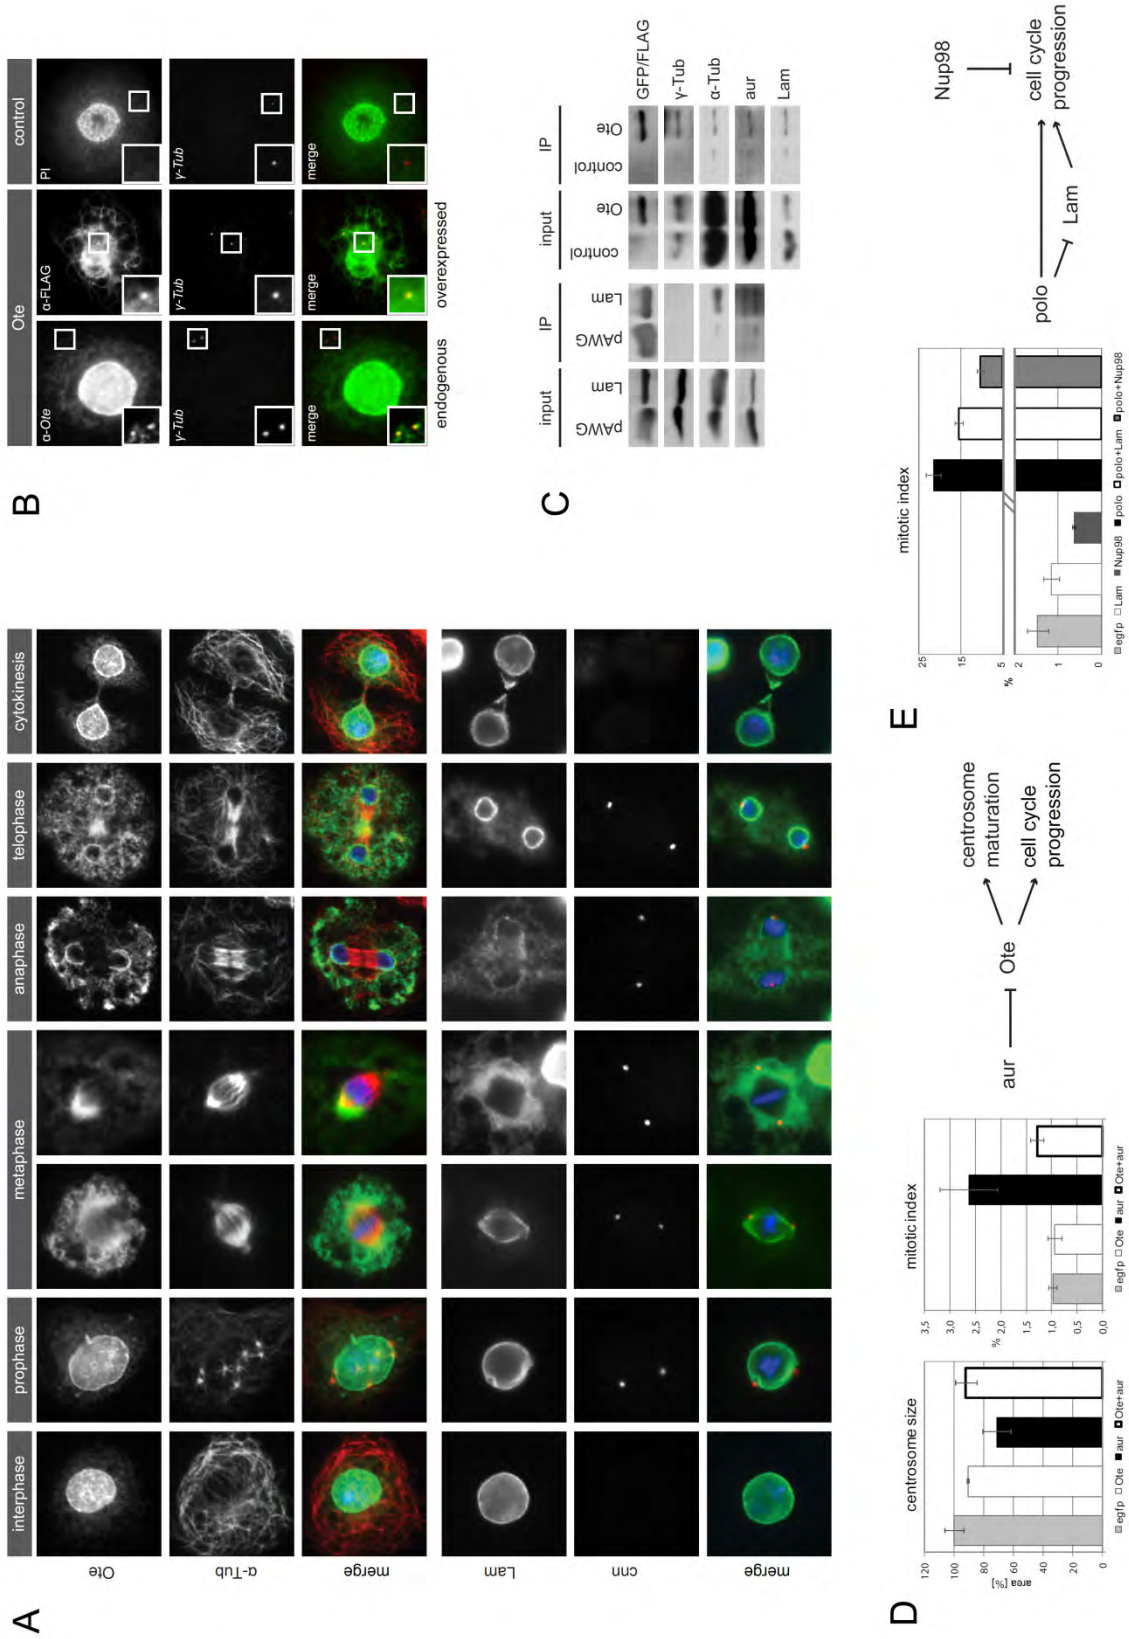 A
interphase
prophase
metaphase
anaphase
telophase
cytokinesis
Ote
α-Tub
merge
Lam
cnn
merge
B
Ote
control
α-Ote
α-FLAG
PI
γ-Tub
γ-Tub
γ-Tub
merge
merge
merge
endogenous
overexpressed
C
input
IP
input
IP
pAWG
Lam
pAWG
Lam
control
Ote
control
Ote
GFP/FLAG
γ-Tub
α-Tub
aur
Lam
D
centrosome size
area [%]
120
100
80
60
40
20
0
egfp Ote aur Ote+aur
mitotic index
%
3,5
3,0
2,5
2,0
1,5
1,0
0,5
0,0
egfp Ote aur Ote+aur
aur
Ote
centrosome
maturation
cell cycle
progression
E
mitotic index
%
25
15
5
2
1
0
egfp Lam Nup98 polo polo+Lam polo+Nup98
polo
Lam
Nup98
cell cycle
progression